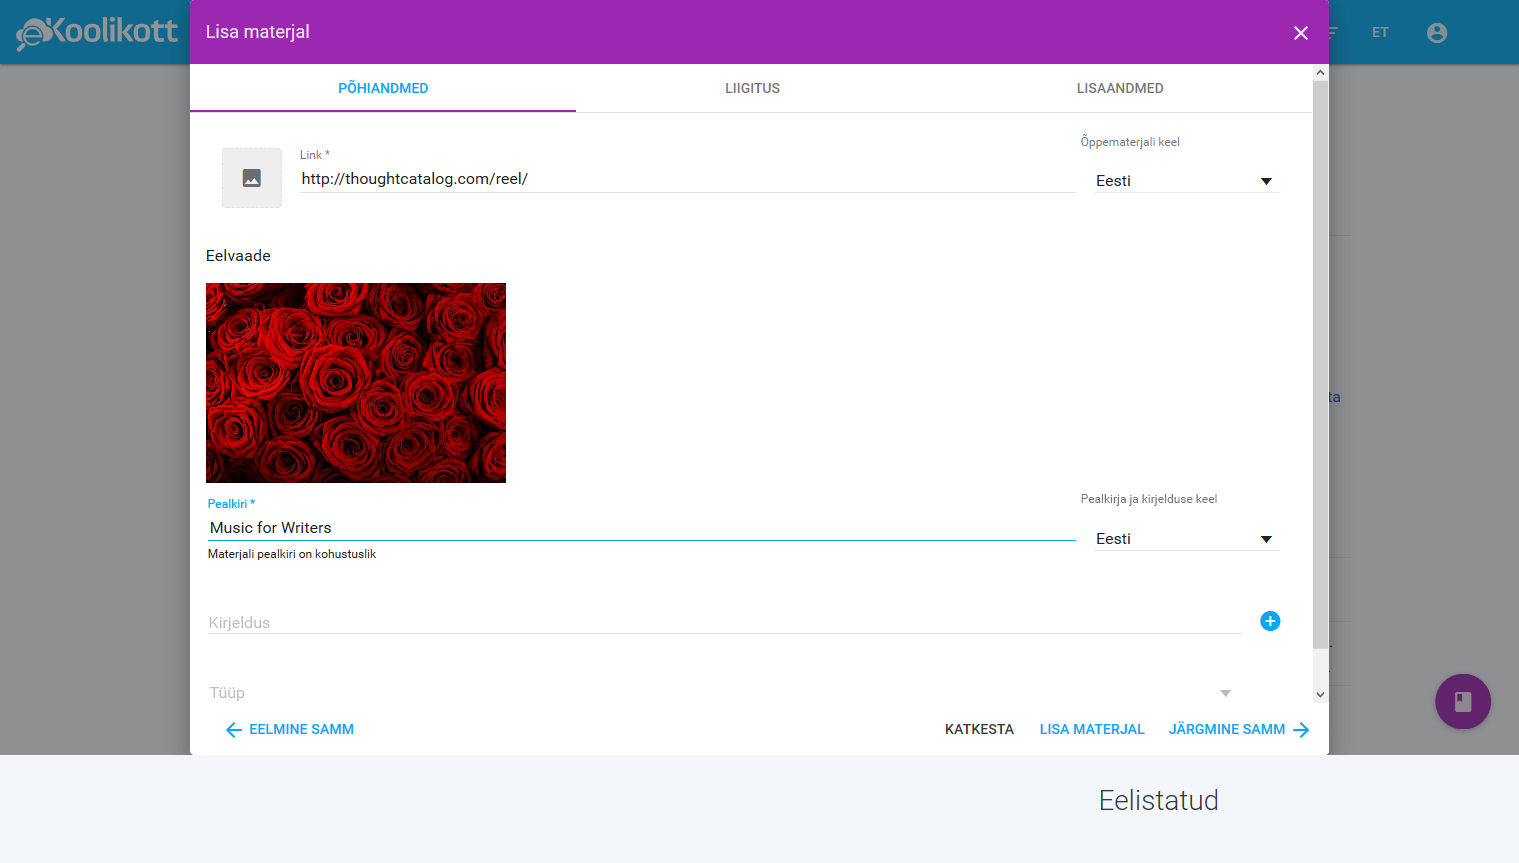 eKoolikott
Lisa materjal
ET
PÕHIANDMED
LIIGITUS
LISAANDMED
Link *
http://thoughtcatalog.com/reel/
Õppematerjali keel
Eesti
Eelvaade
ta
Pealkiri *
Music for Writers
Materjali pealkiri on kohustuslik
Pealkirja ja kirjelduse keel
Eesti
Kirjeldus
Tüüp
EELMINE SAMM
KATKESTA
LISA MATERJAL
JÄRGMINE SAMM
Eelistatud